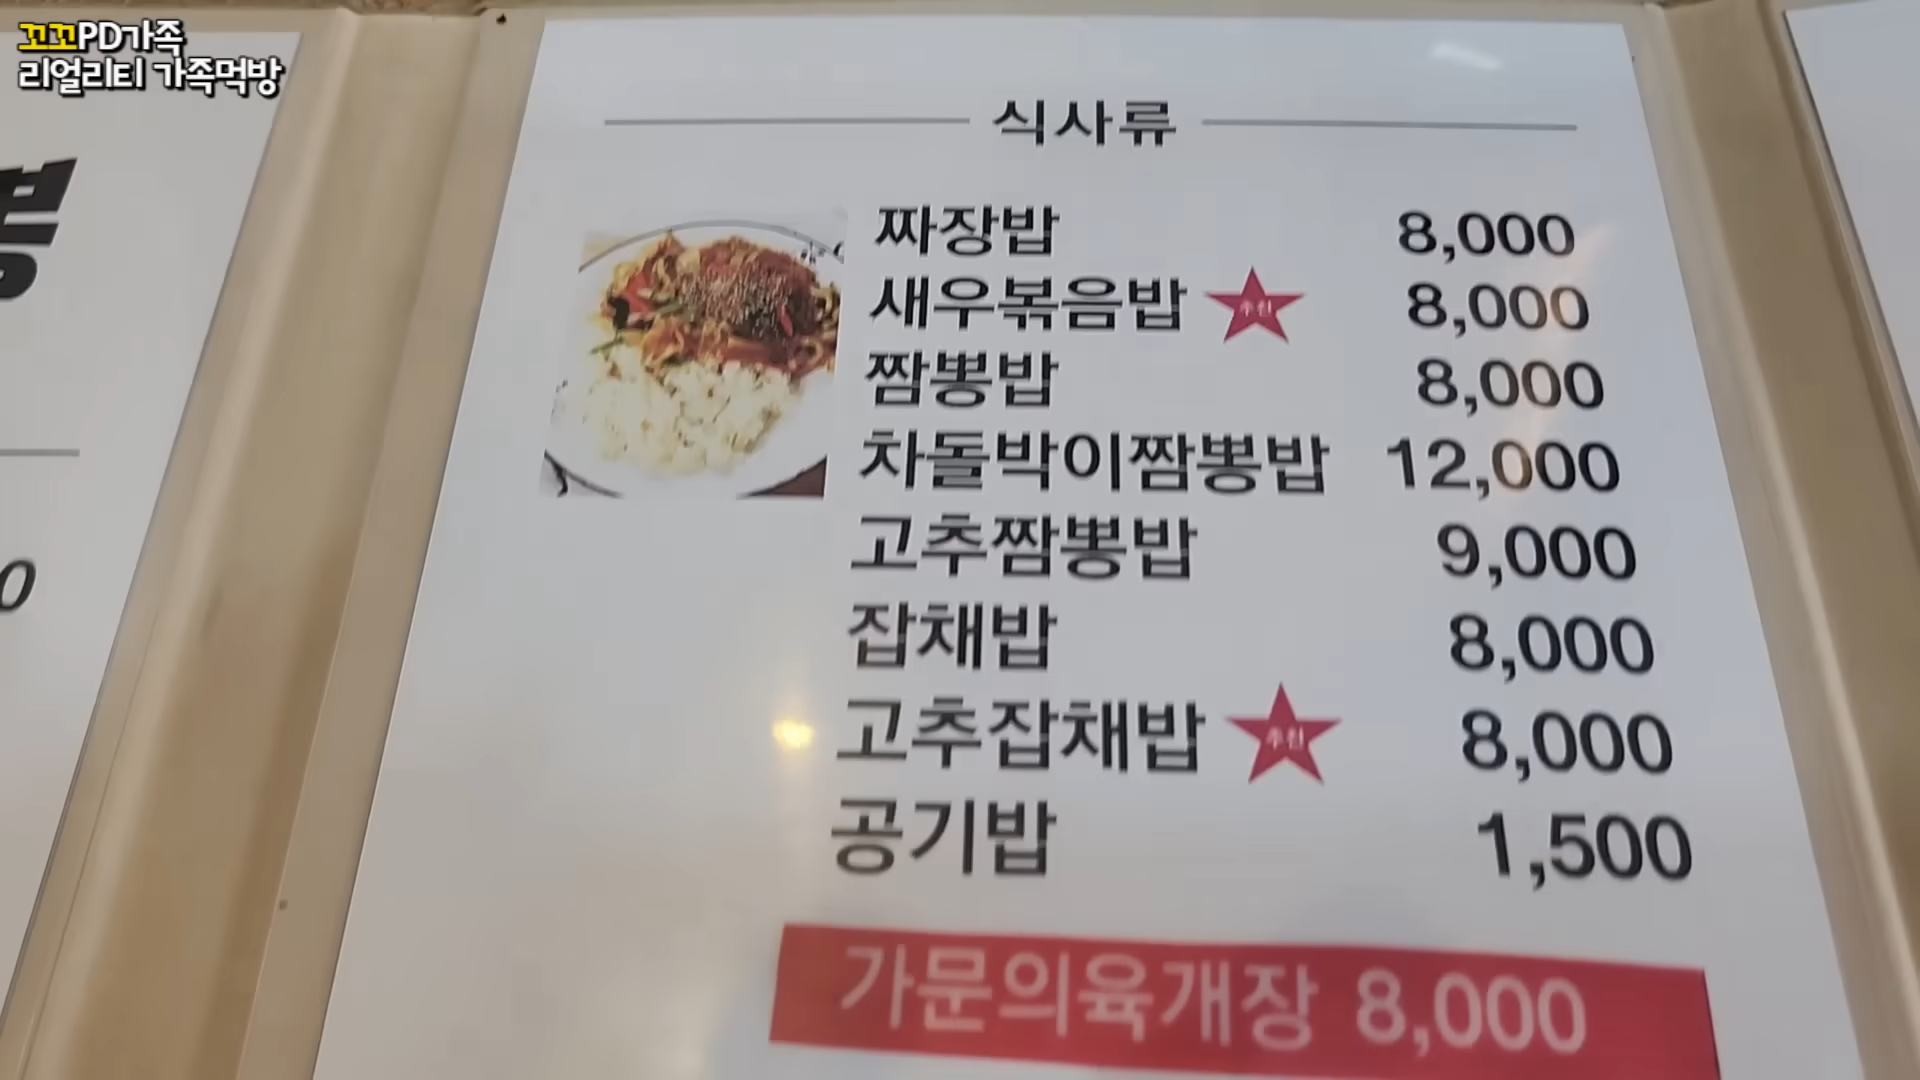 꼬꼬PD가족
리얼리티 가족먹방
식사류
짜장밥 8,000
새우볶음밥 추천 8,000
짬뽕밥 8,000
차돌박이짬뽕밥 12,000
고추짬뽕밥 9,000
잡채밥 8,000
고추잡채밥 추천 8,000
공기밥 1,500
가문의육개장 8,000